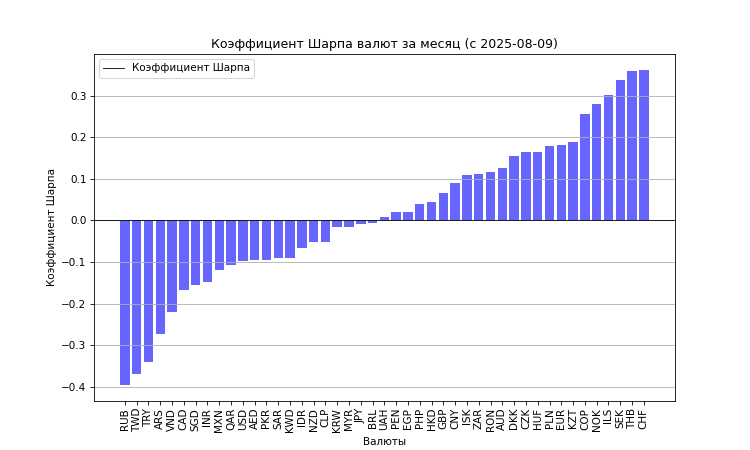 Коэффициент Шарпа валют за месяц (с 2025-08-09)
Коэффициент Шарпа
Коэффициент Шарпа
0.3
0.2
0.1
0.0
−0.1
−0.2
−0.3
−0.4
RUB TWD TRY ARS VND CAD SGD INR MXN QAR USD AED PKR SAR KWD IDR NZD CLP KRW MYR JPY BRL UAH PEN EGP PHP HKD GBP CNY ISK ZAR RON AUD DKK CZK HUF PLN EUR KZT COP NOK ILS SEK THB CHF
Валюты